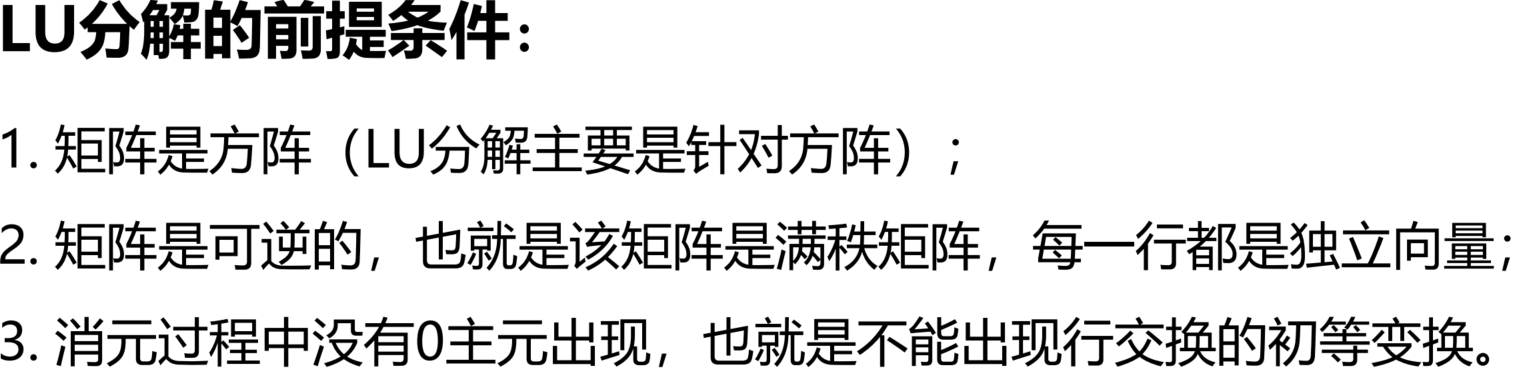 LU分解的前提条件：
1. 矩阵是方阵（LU分解主要是针对方阵）；
2. 矩阵是可逆的，也就是该矩阵是满秩矩阵，每一行都是独立向量；
3. 消元过程中没有0主元出现，也就是不能出现行交换的初等变换。